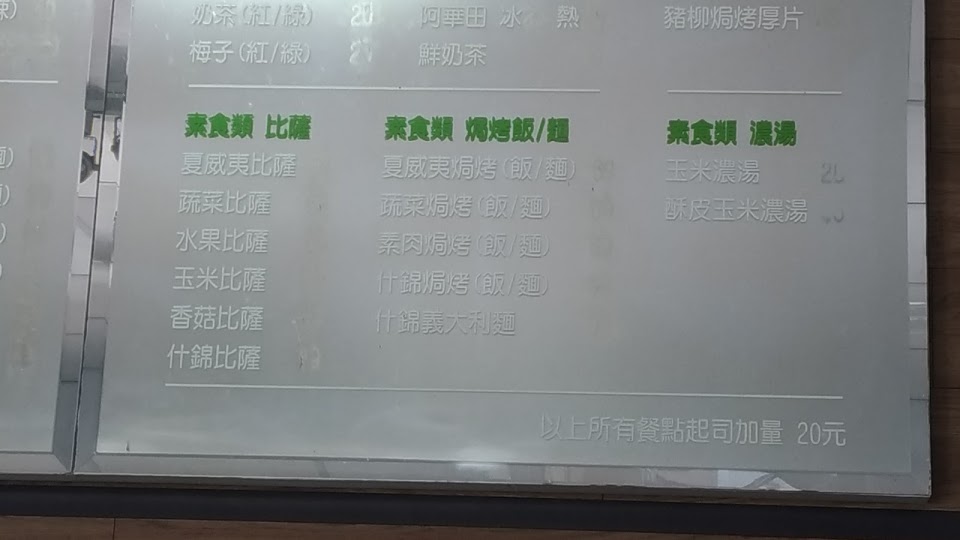 奶茶(紅/綠) 20 阿華田 冰 熱 豬柳焗烤厚片
梅子(紅/綠) 鮮奶茶
素食類 比薩
夏威夷比薩
蔬菜比薩
水果比薩
玉米比薩
香菇比薩
什錦比薩
素食類 焗烤飯/麵
夏威夷焗烤(飯/麵)
蔬菜焗烤(飯/麵)
素肉焗烤(飯/麵)
什錦焗烤(飯/麵)
什錦義大利麵
素食類 濃湯
玉米濃湯
酥皮玉米濃湯
以上所有餐點起司加量 20元